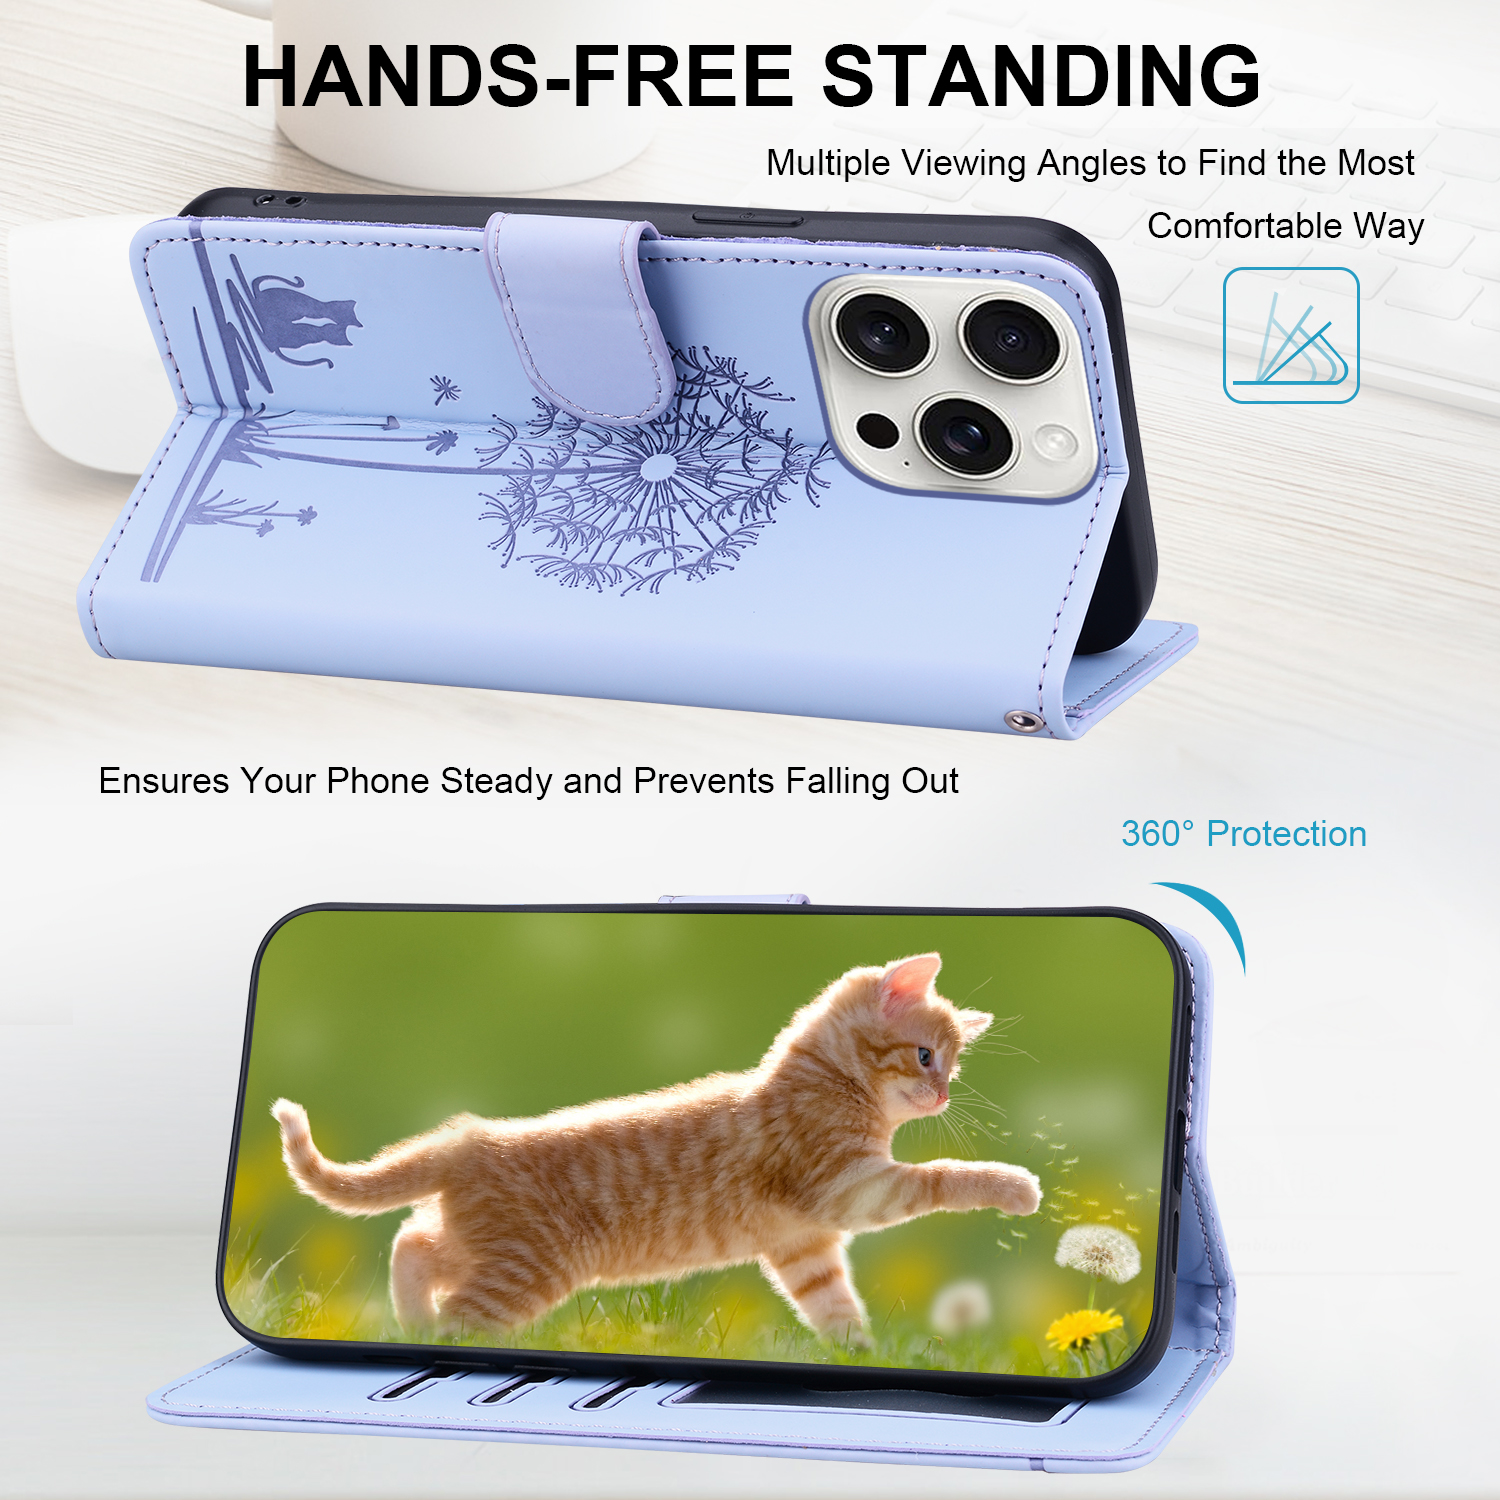 HANDS-FREE STANDING
Multiple Viewing Angles to Find the Most
Comfortable Way
Ensures Your Phone Steady and Prevents Falling Out
360° Protection